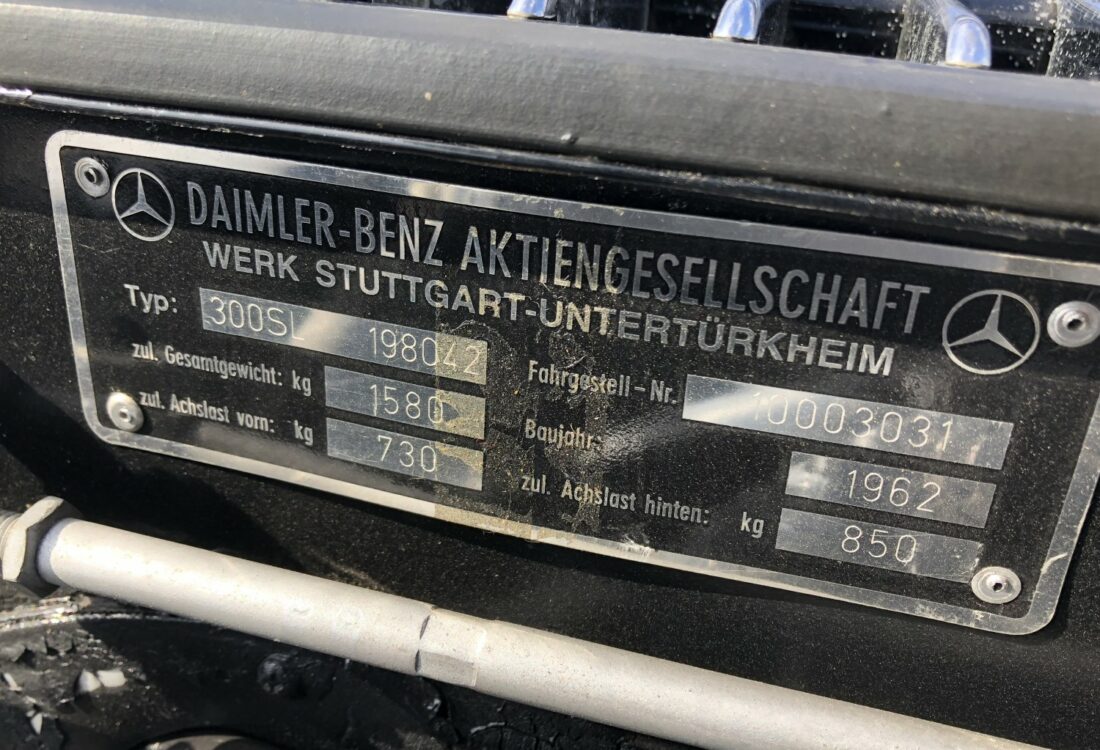 DAIMLER-BENZ AKTIENGESELLSCHAFT
WERK STUTTGART-UNTERTÜRKHEIM
Typ: 300SL 198042
Fahrgestell-Nr. 10003031
zul. Gesamtgewicht: kg 1580
Baujahr: 1962
zul. Achslast vorn: kg 730
zul. Achslast hinten: kg 850